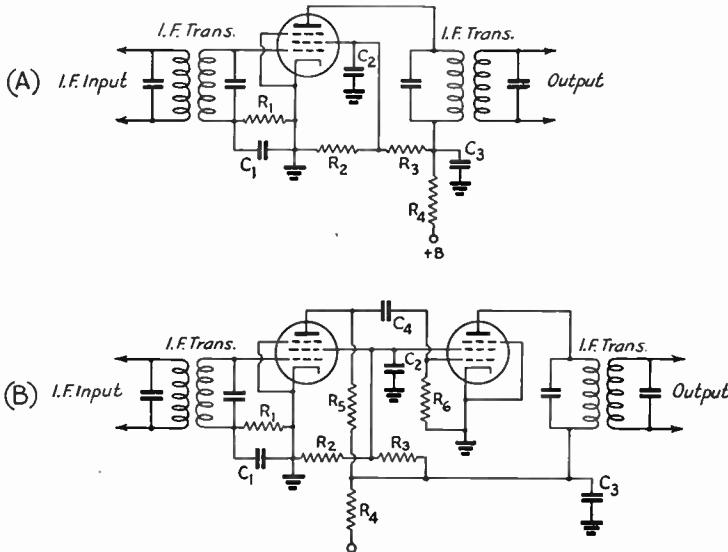 I.F. Trans.
I.F. Trans.
(A)
I.F. Input
Output
C2
R1
C1
R2
R3
C3
R4
+B
C4
I.F. Trans.
I.F. Trans.
(B)
I.F. Input
Output
C2
R5
R6
R1
R2
R3
C1
R4
C3